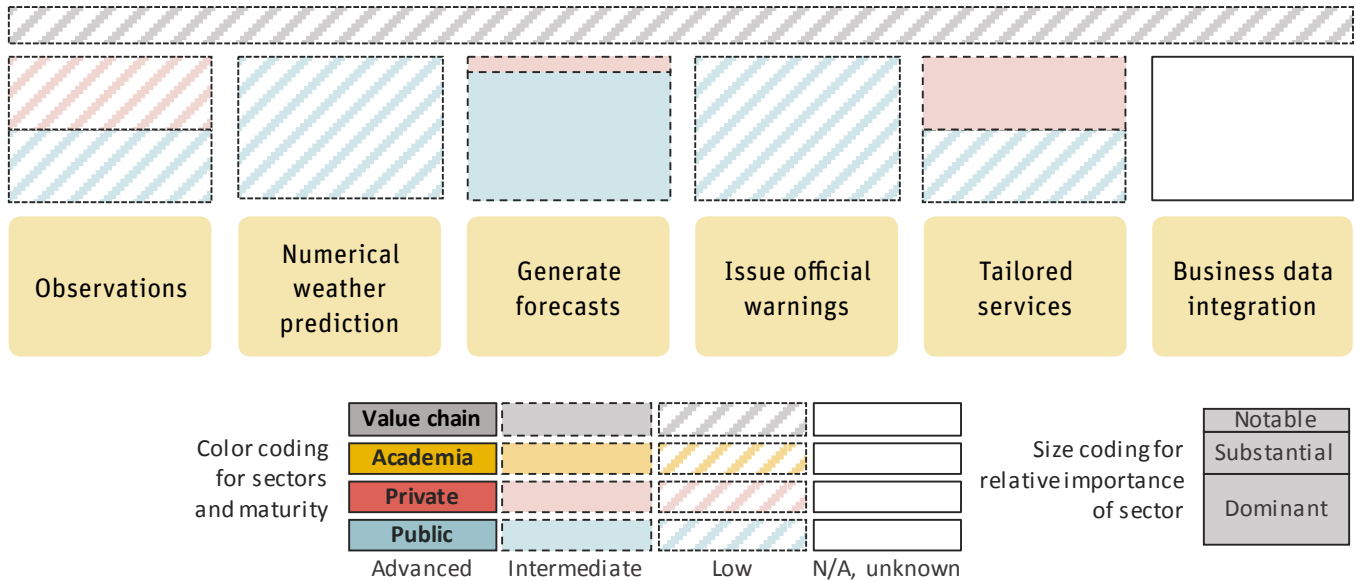 Observations
Numerical
weather
prediction
Generate
forecasts
Issue official
warnings
Tailored
services
Business data
integration
Color coding
for sectors
and maturity
Value chain
Academia
Private
Public
Advanced
Intermediate
Low
N/A, unknown
Size coding for
relative importance
of sector
Notable
Substantial
Dominant